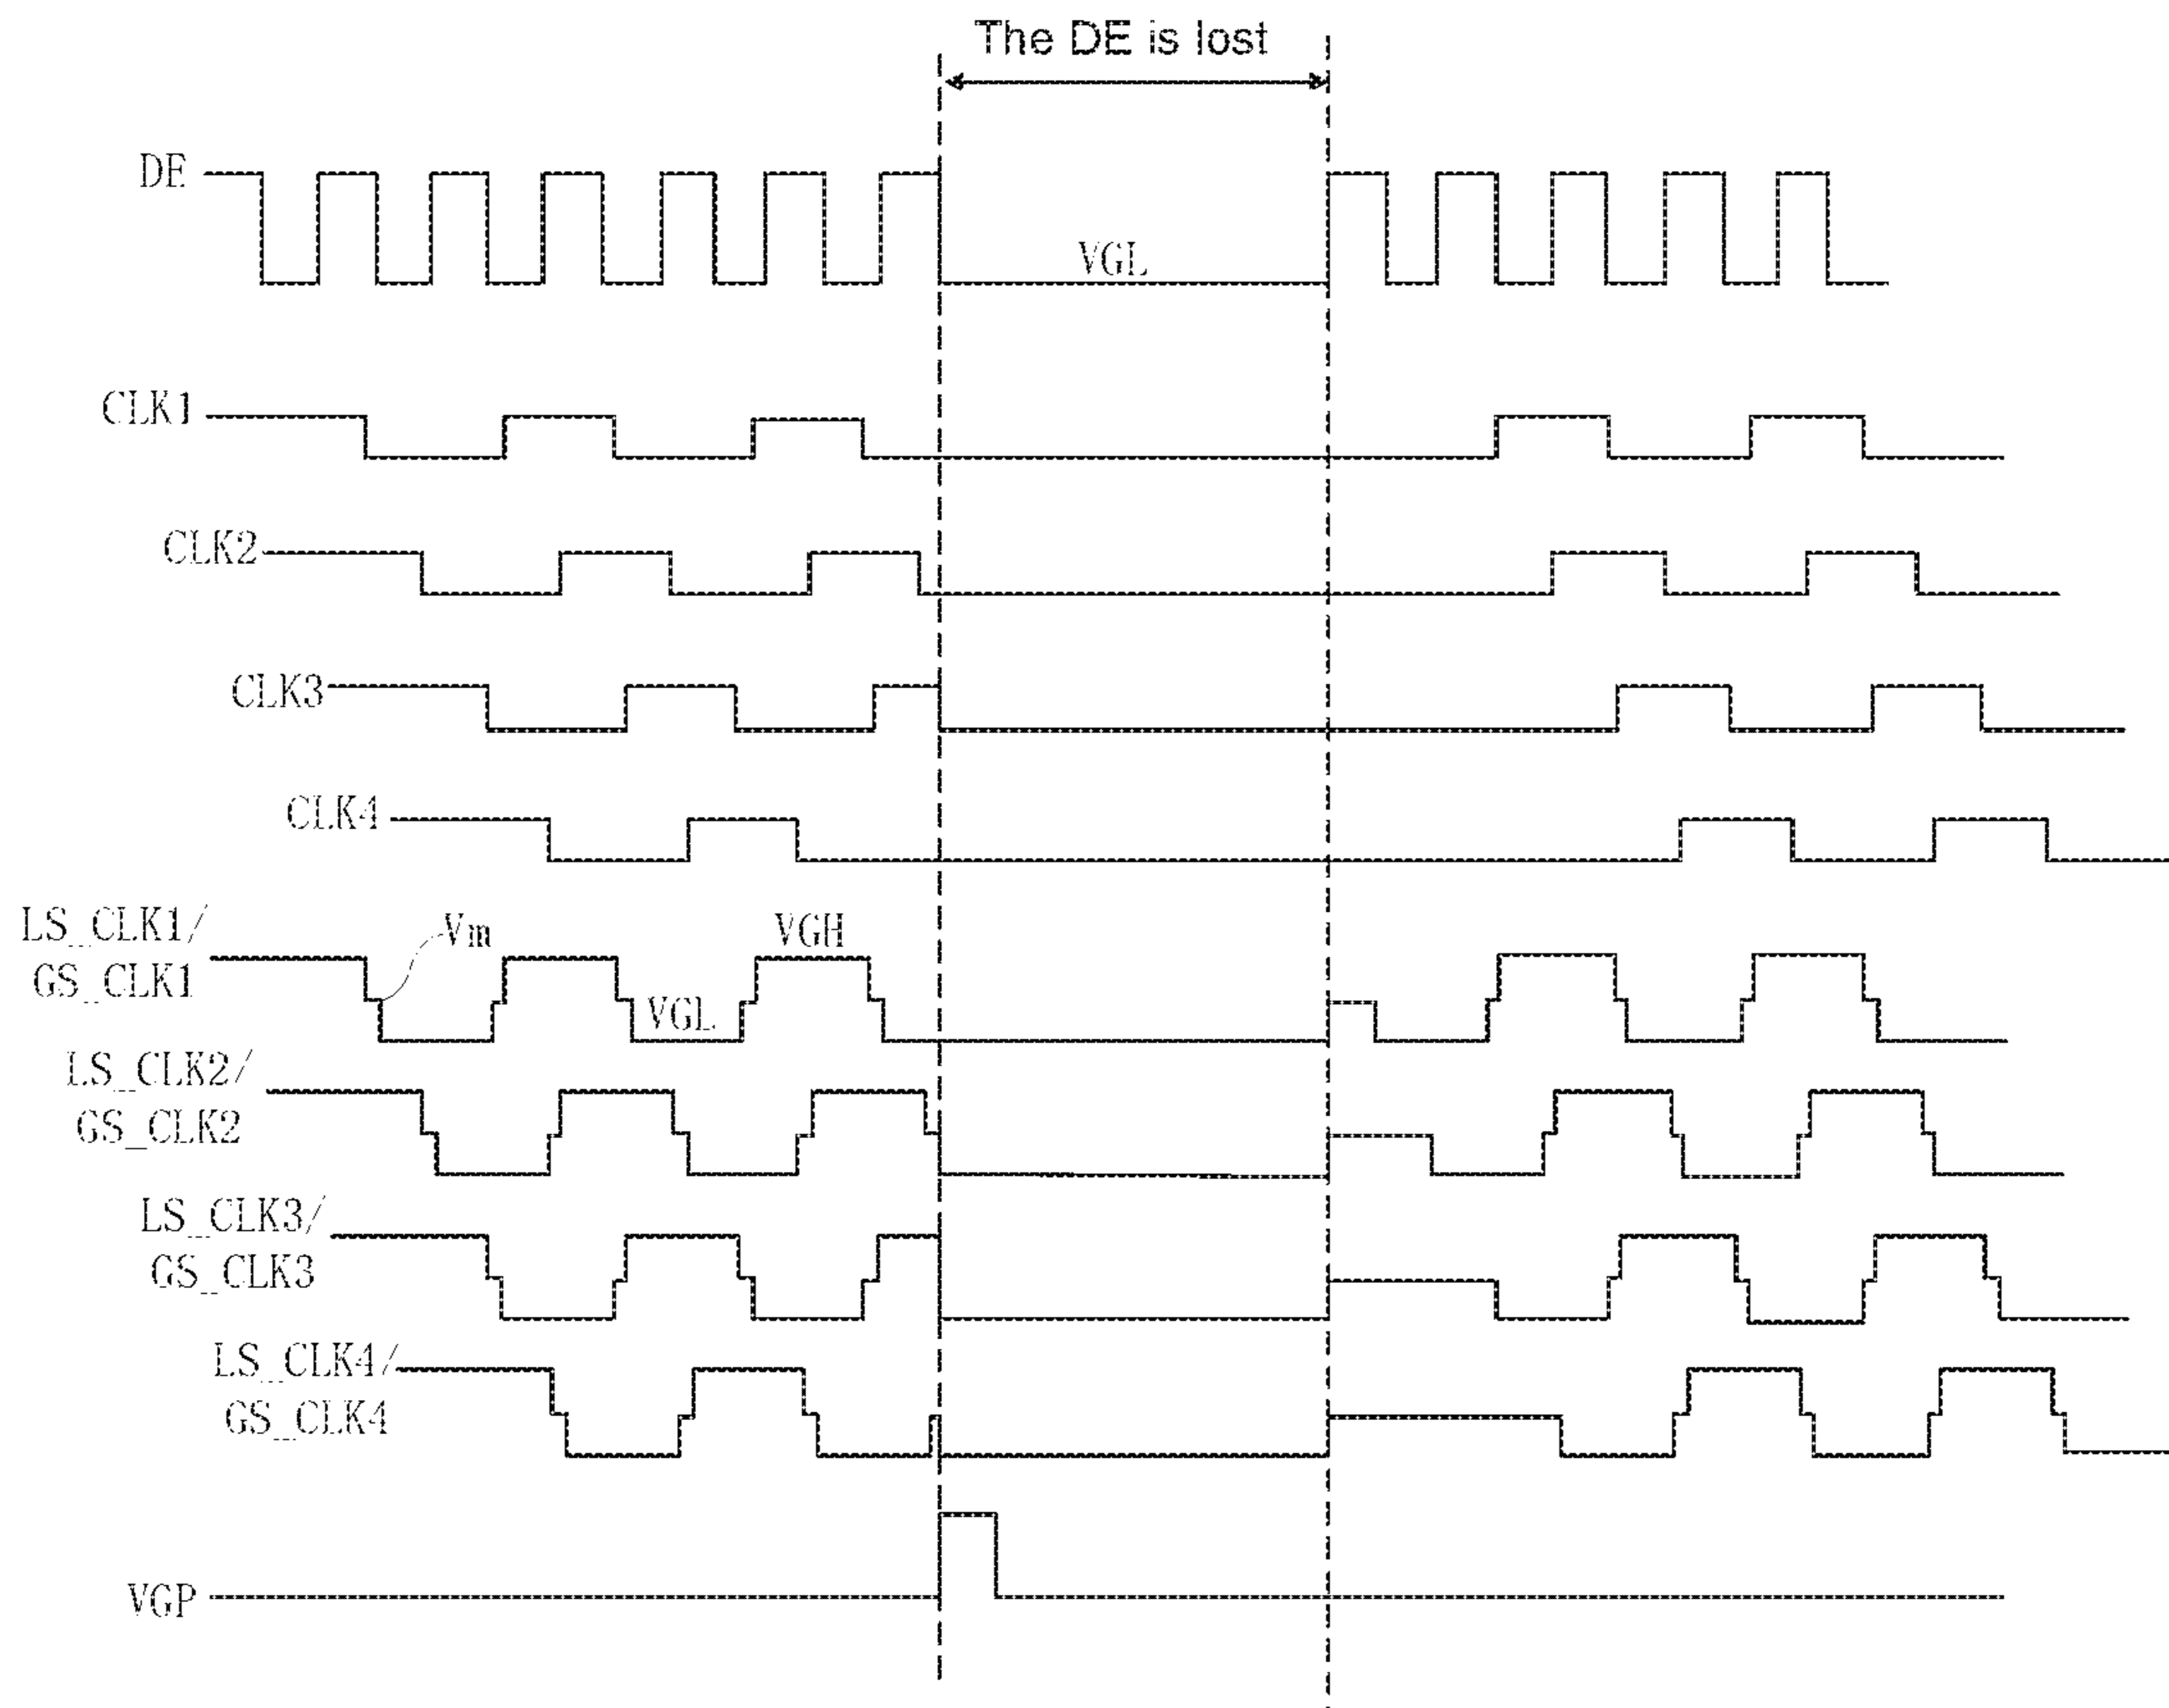 The DE is lost
DE
VGL
CLK1
CLK2
CLK3
CLK4
LS_CLK1/
GS_CLK1
Vm
VGH
VGL
LS_CLK2/
GS_CLK2
LS_CLK3/
GS_CLK3
LS_CLK4/
GS_CLK4
VGP